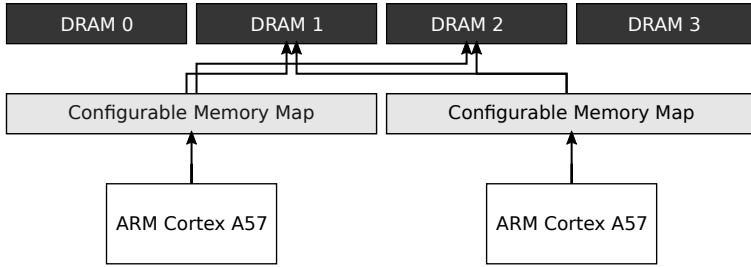 DRAM 0
DRAM 1
DRAM 2
DRAM 3
Configurable Memory Map
Configurable Memory Map
ARM Cortex A57
ARM Cortex A57